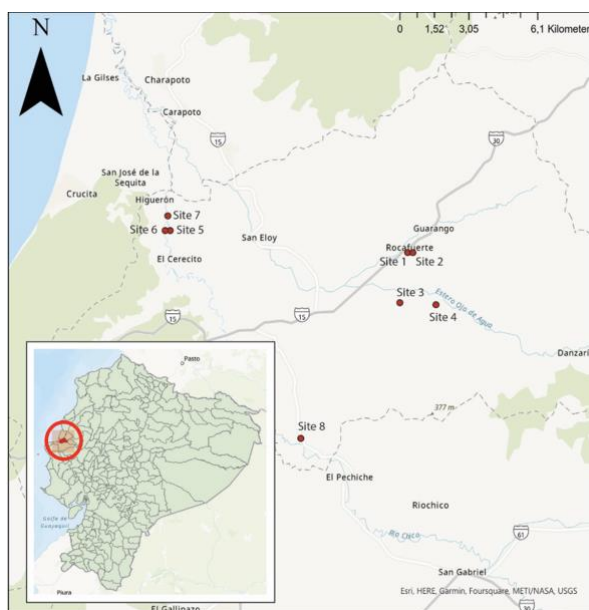 N
0 1,52 3,05 6,1 Kilometer
La Gilses
Charapoto
Carapoto
15
30
San José de la
Sequita
Crucita
Higuerón
Site 7
Site 6 Site 5
San Eloy
Guarango
Rocafuerte
Site 1 Site 2
El Cerecito
Site 3
Estero Ojo de Agua
Site 4
15
15
Danzarí
377 m
Site 8
El Pechiche
Riochico
Rio Chico
61
San Gabriel
Esri, HERE, Garmin, Foursquare, METI/NASA, USGS
30
El Gallinazo
Pasto
Golfo de
Guayaquil
Piura